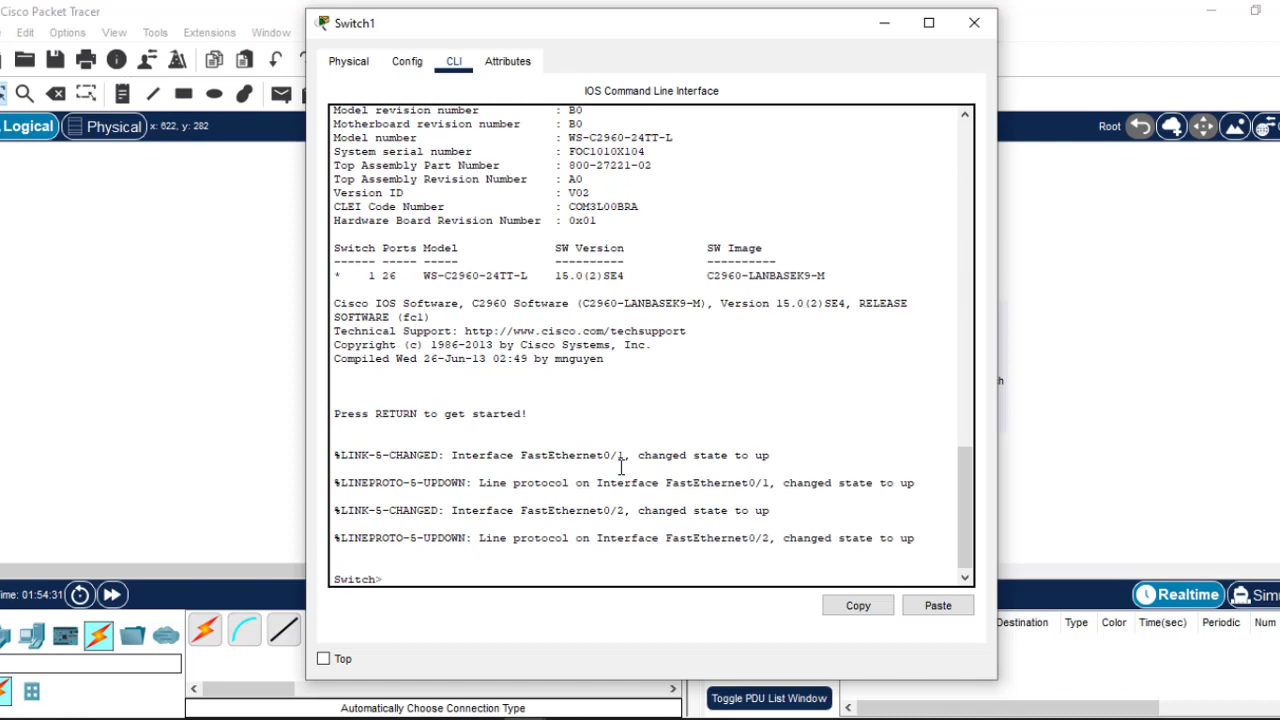 Cisco Packet Tracer
Switch1
Edit Options View Tools Extensions Window
Physical Config CLI Attributes
IOS Command Line Interface
Logical Physical x: 622, y: 282
Root
Model revision number : B0
Motherboard revision number : B0
Model number : WS-C2960-24TT-L
System serial number : FOC1010X104
Top Assembly Part Number : 800-27221-02
Top Assembly Revision Number : A0
Version ID : V02
CLEI Code Number : COM3L00BRA
Hardware Board Revision Number : 0x01
Switch Ports Model SW Version SW Image
------ ----- ----- ---------- ----------
* 1 26 WS-C2960-24TT-L 15.0(2)SE4 C2960-LANBASEK9-M
Cisco IOS Software, C2960 Software (C2960-LANBASEK9-M), Version 15.0(2)SE4, RELEASE
SOFTWARE (fc1)
Technical Support: http://www.cisco.com/techsupport
Copyright (c) 1986-2013 by Cisco Systems, Inc.
Compiled Wed 26-Jun-13 02:49 by mnguyen
Press RETURN to get started!
%LINK-5-CHANGED: Interface FastEthernet0/1, changed state to up
%LINEPROTO-5-UPDOWN: Line protocol on Interface FastEthernet0/1, changed state to up
%LINK-5-CHANGED: Interface FastEthernet0/2, changed state to up
%LINEPROTO-5-UPDOWN: Line protocol on Interface FastEthernet0/2, changed state to up
Switch>
Copy Paste
Top
ime: 01:54:31
Realtime Sim
Destination Type Color Time(sec) Periodic Num
Toggle PDU List Window
Automatically Choose Connection Type